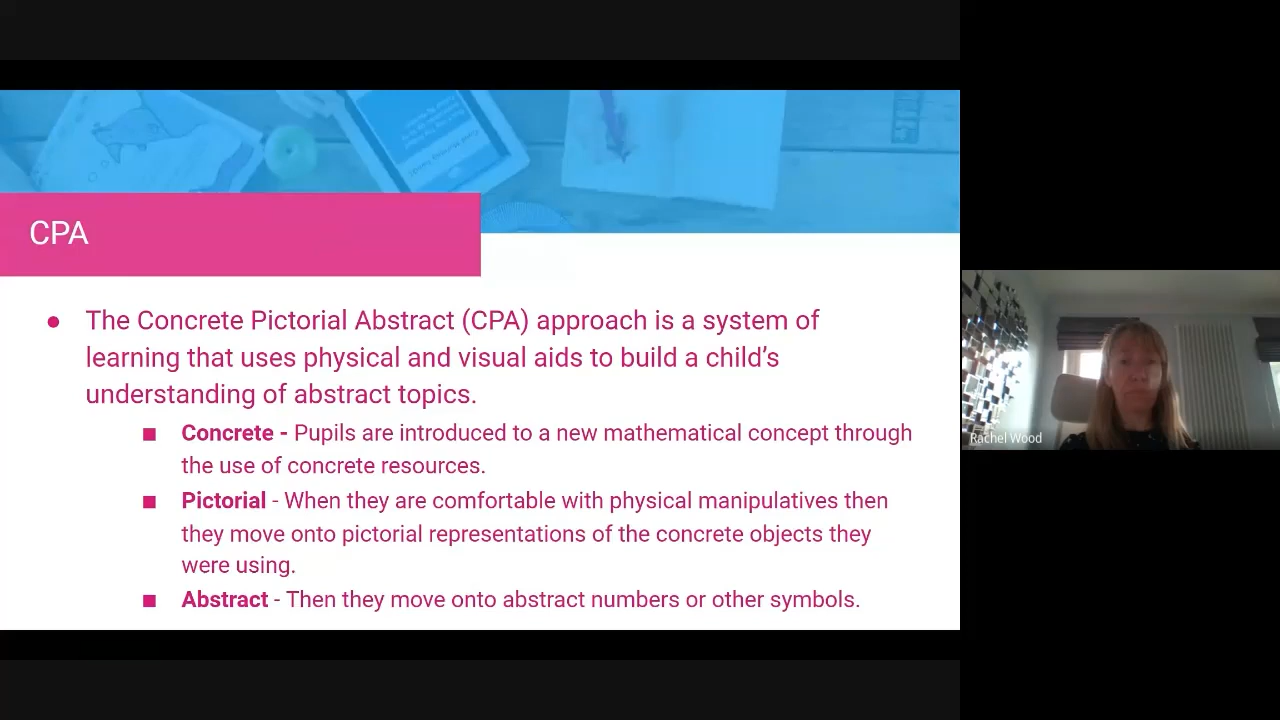 CPA
● The Concrete Pictorial Abstract (CPA) approach is a system of
learning that uses physical and visual aids to build a child’s
understanding of abstract topics.
■ Concrete - Pupils are introduced to a new mathematical concept through
the use of concrete resources.
■ Pictorial - When they are comfortable with physical manipulatives then
they move onto pictorial representations of the concrete objects they
were using.
■ Abstract - Then they move onto abstract numbers or other symbols.
Rachel Wood